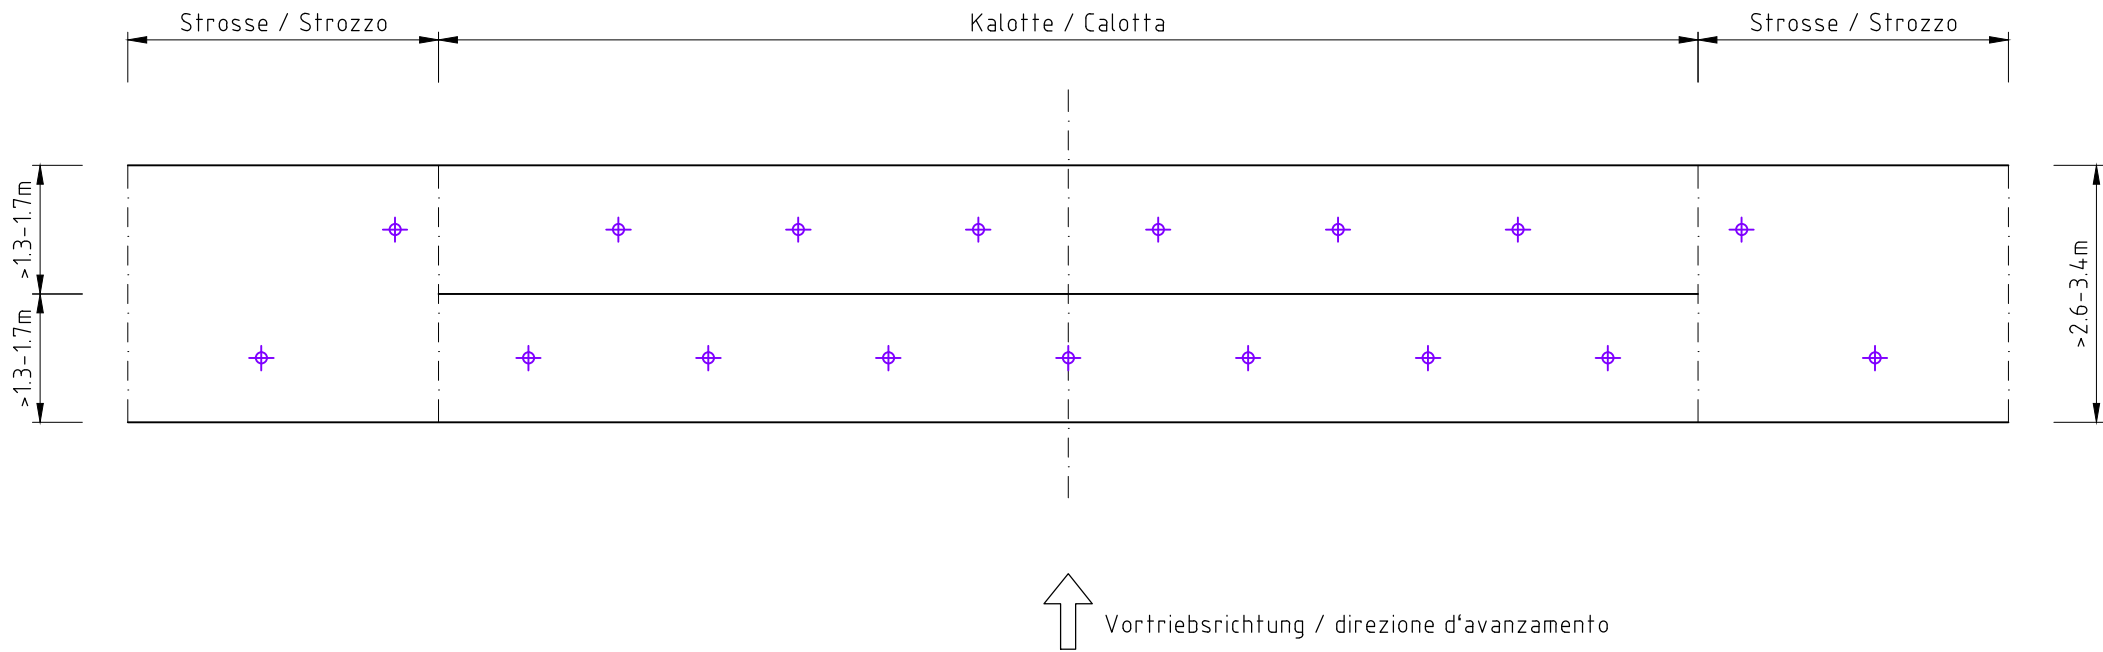 Strosse / Strozzo
Kalotte / Calotta
Strosse / Strozzo
>1.3-1.7m
>1.3-1.7m
>2.6-3.4m
Vortriebsrichtung / direzione d‘avanzamento